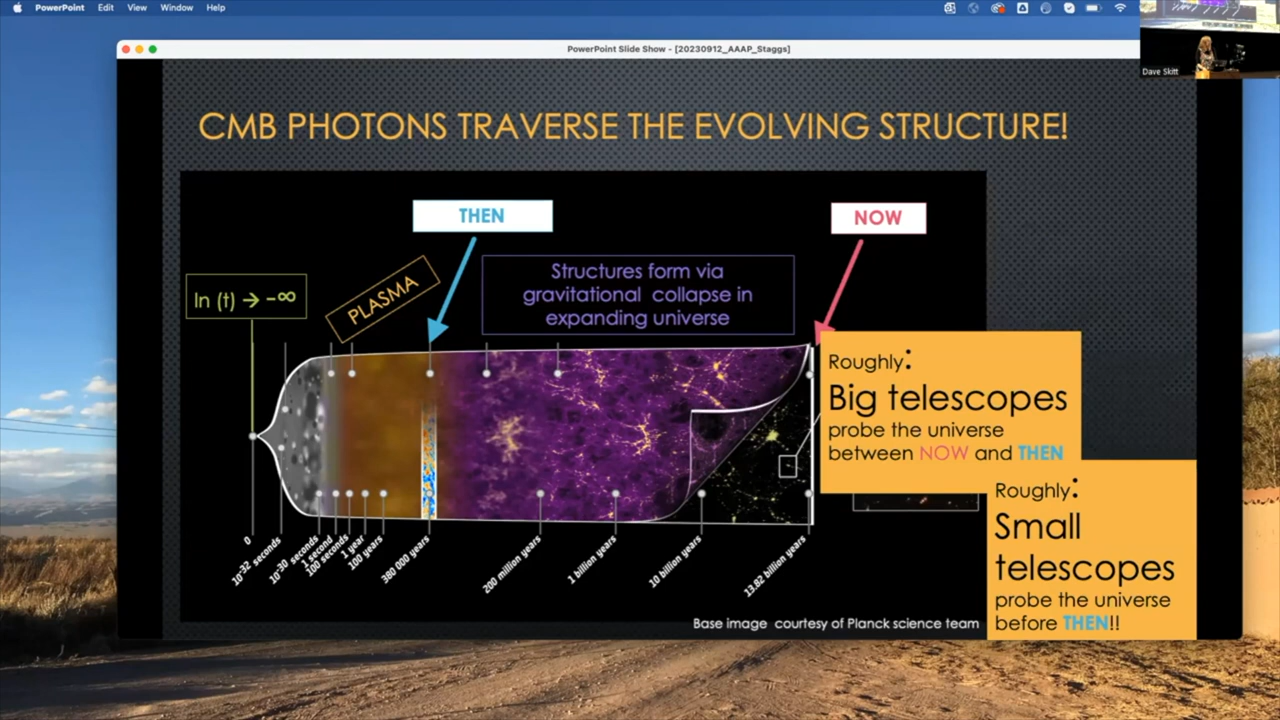 PowerPoint Edit View Window Help
PowerPoint Slide Show - [20230912_AAAP_Staggs]
Dave Skitt
CMB PHOTONS TRAVERSE THE EVOLVING STRUCTURE!
THEN
NOW
ln (t) → -∞
PLASMA
Structures form via
gravitational collapse in
expanding universe
Roughly:
Big telescopes
probe the universe
between NOW and THEN
Roughly:
Small
telescopes
probe the universe
before THEN!!
0
10-32 seconds
10-30 seconds
1 second
100 seconds
1 year
100 years
380 000 years
200 million years
1 billion years
10 billion years
13.82 billion years
Base image courtesy of Planck science team